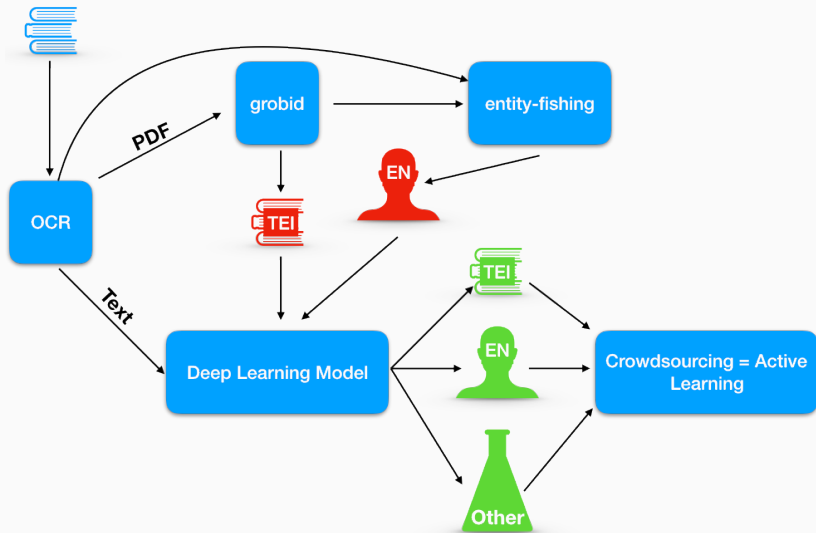 grobid
entity-fishing
PDF
EN
OCR
TEI
TEI
Text
EN
Deep Learning Model
Crowdsourcing = Active
Learning
Other